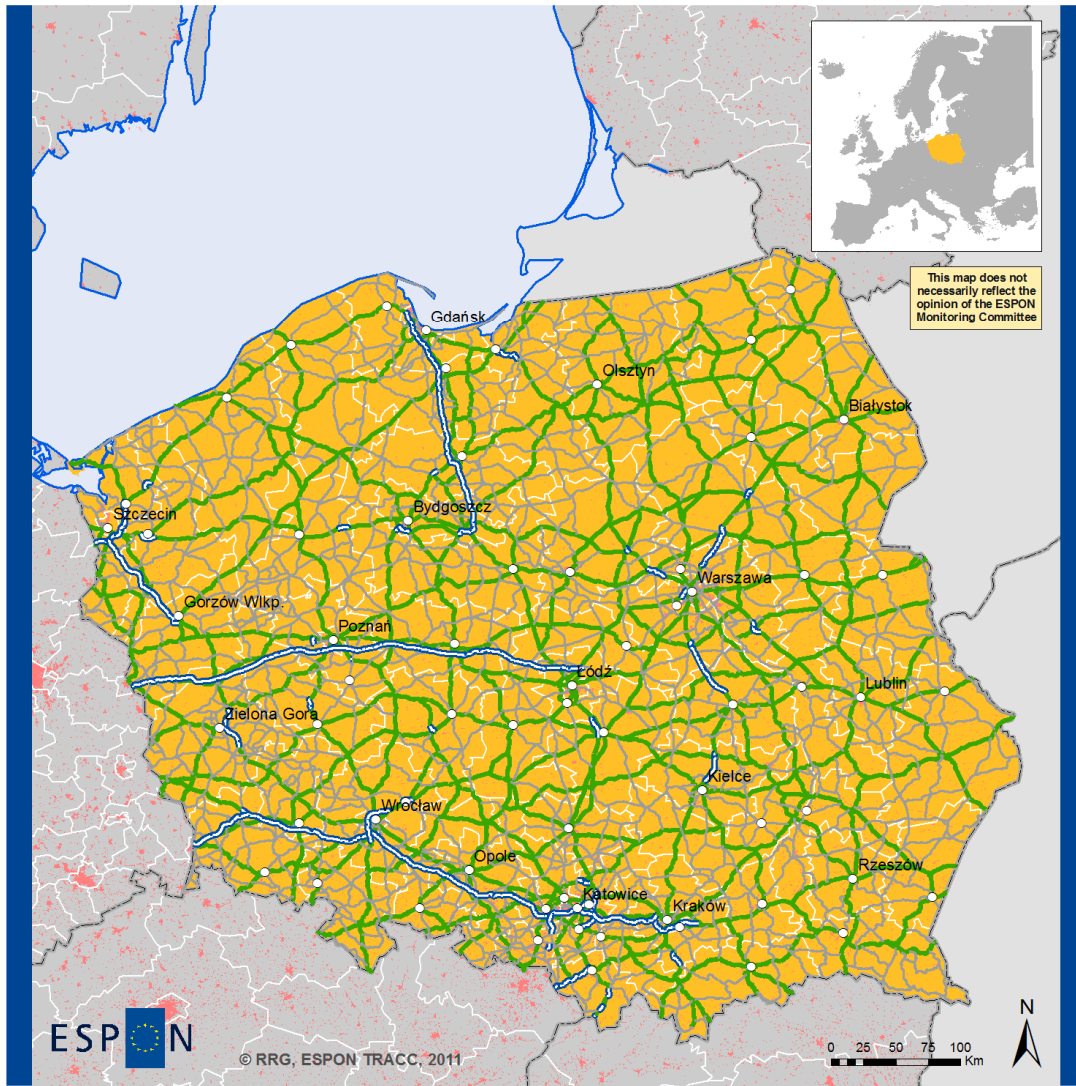 This map does not
necessarily reflect the
opinion of the ESPON
Monitoring Committee
Gdańsk
Olsztyn
Białystok
Szczecin
Bydgoszcz
Warszawa
Gorzów Wlkp.
Poznań
Łódź
Lublin
Zielona Gora
Kielce
Wrocław
Opole
Rzeszów
Katowice
Kraków
ESPON
© RRG, ESPON TRACC, 2011
N
0 25 50 75 100
Km